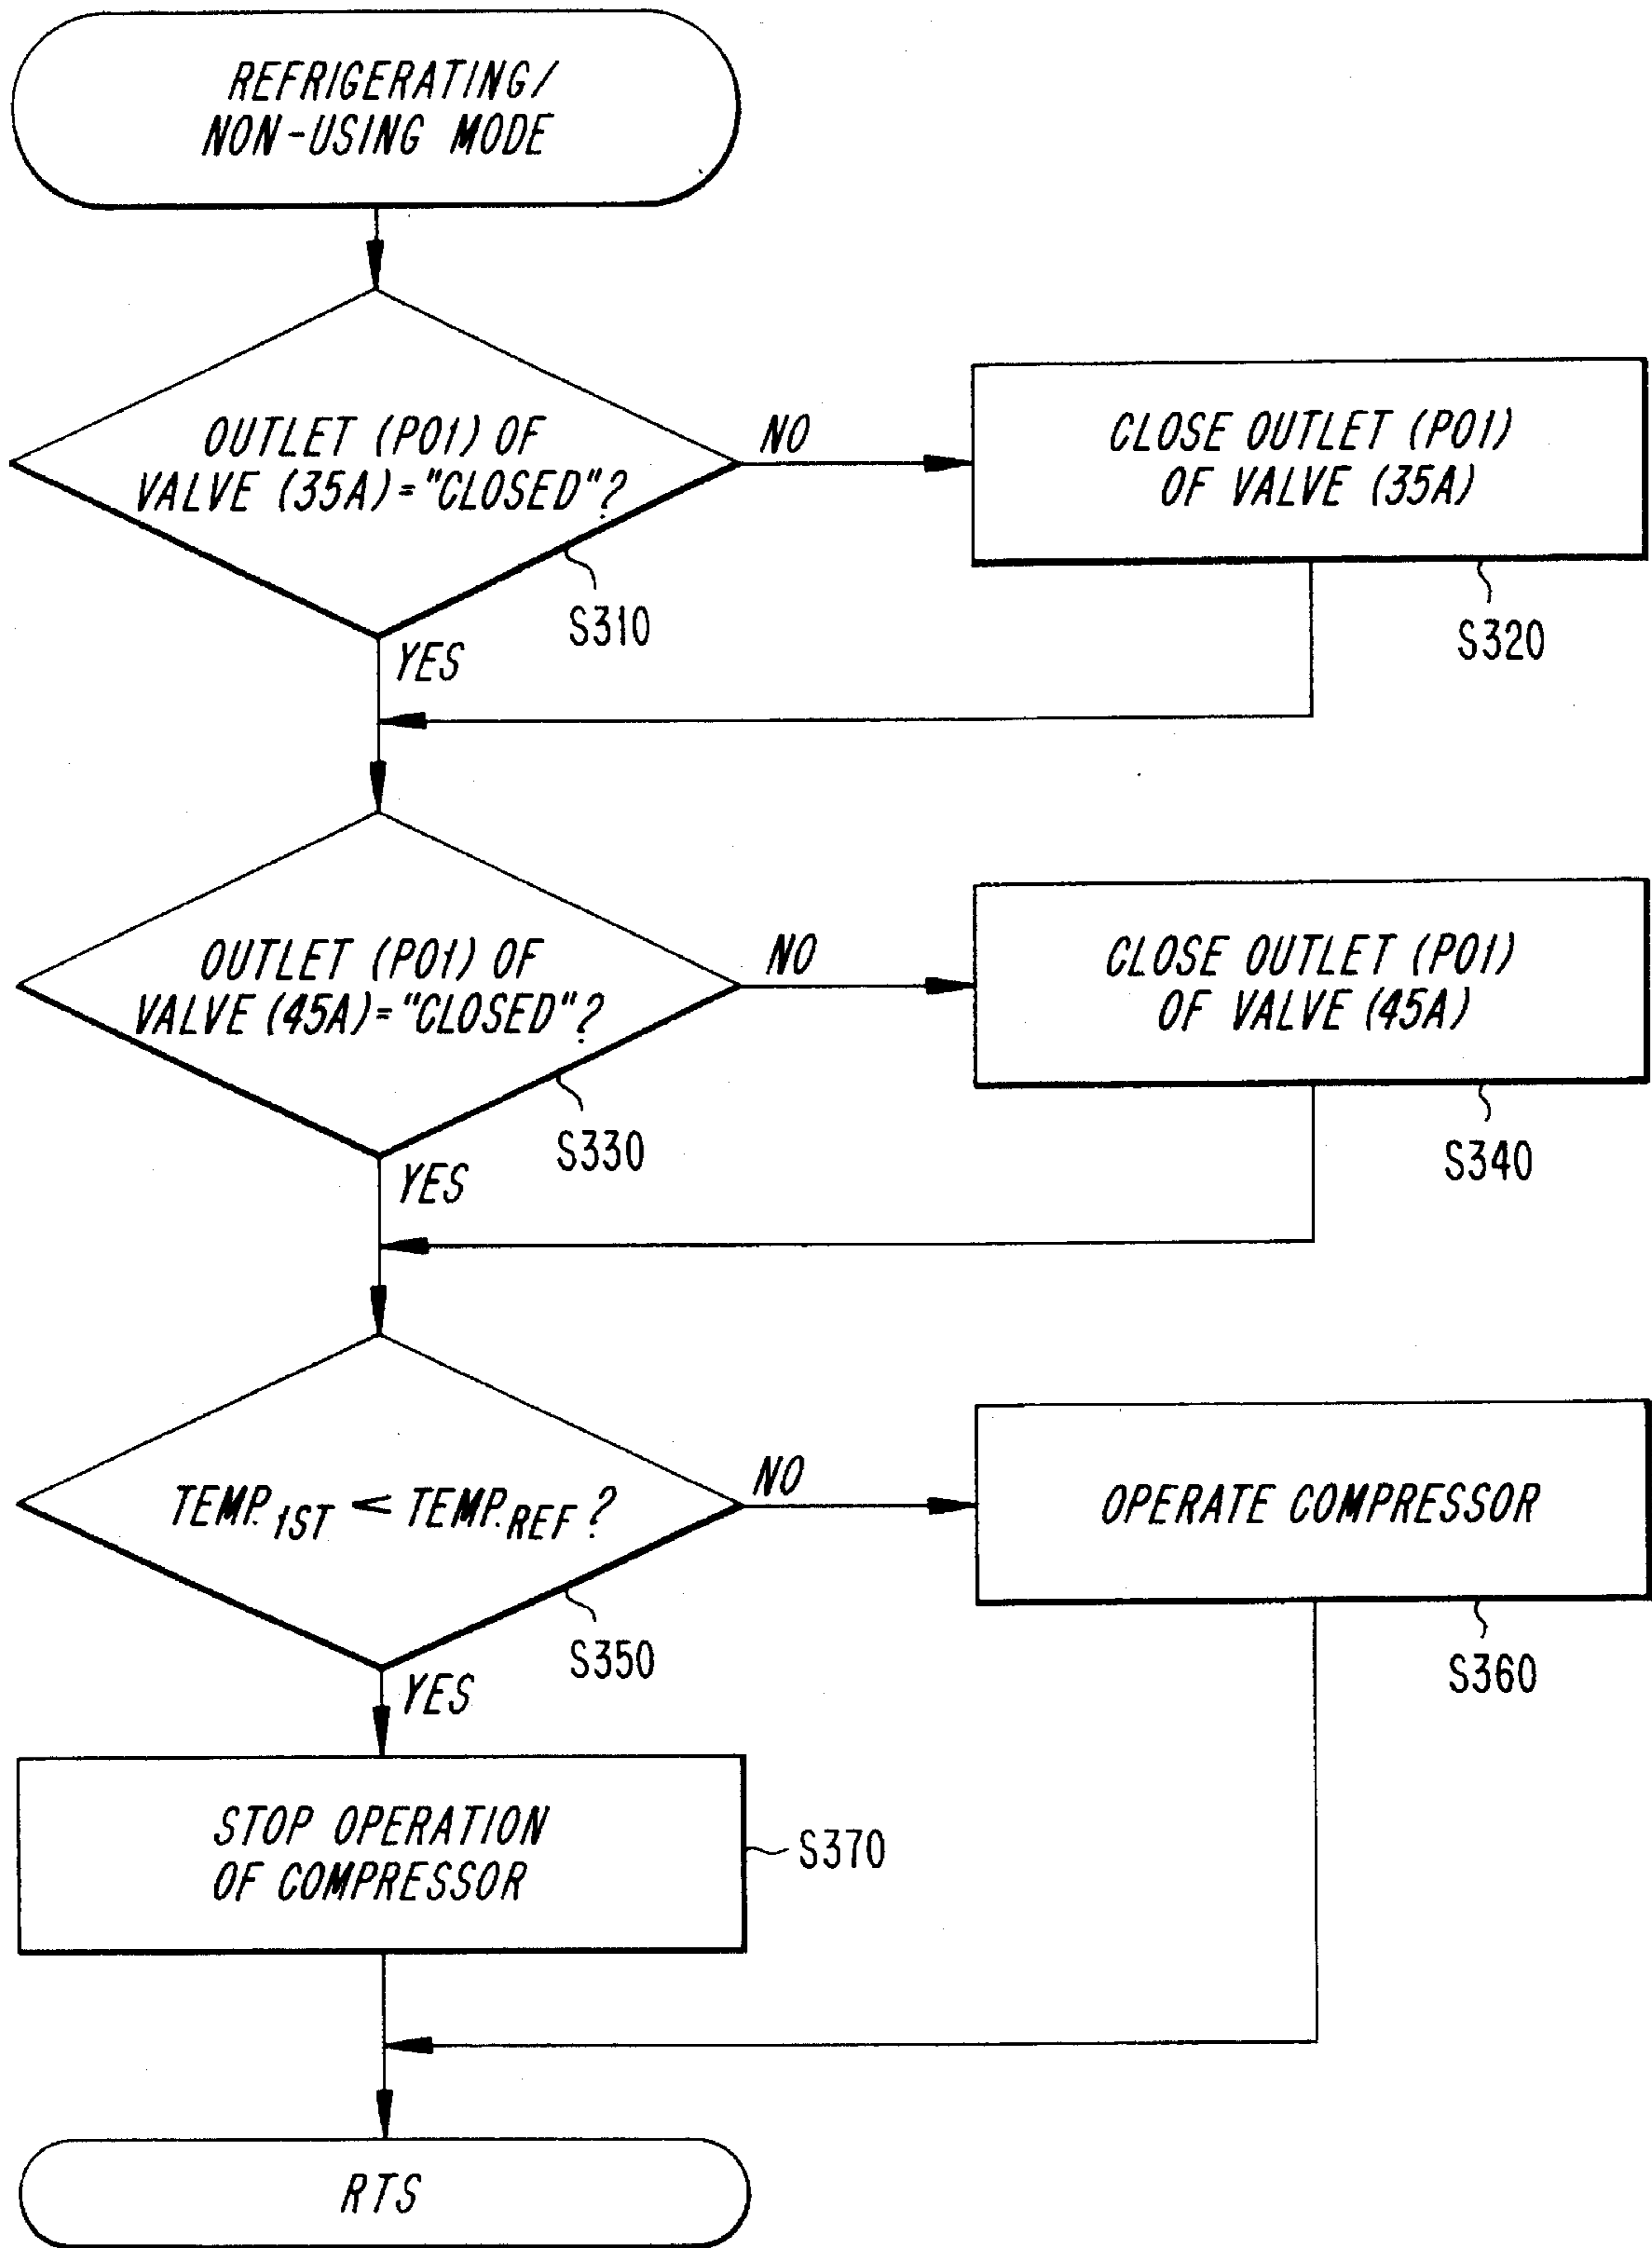 REFRIGERATING/
NON-USING MODE
OUTLET (P01) OF
VALVE (35A)="CLOSED"?
NO
CLOSE OUTLET (P01)
OF VALVE (35A)
S310
S320
YES
OUTLET (P01) OF
VALVE (45A)="CLOSED"?
NO
CLOSE OUTLET (P01)
OF VALVE (45A)
S330
S340
YES
TEMP.1ST < TEMP.REF ?
NO
OPERATE COMPRESSOR
S350
S360
YES
STOP OPERATION
OF COMPRESSOR
S370
RTS